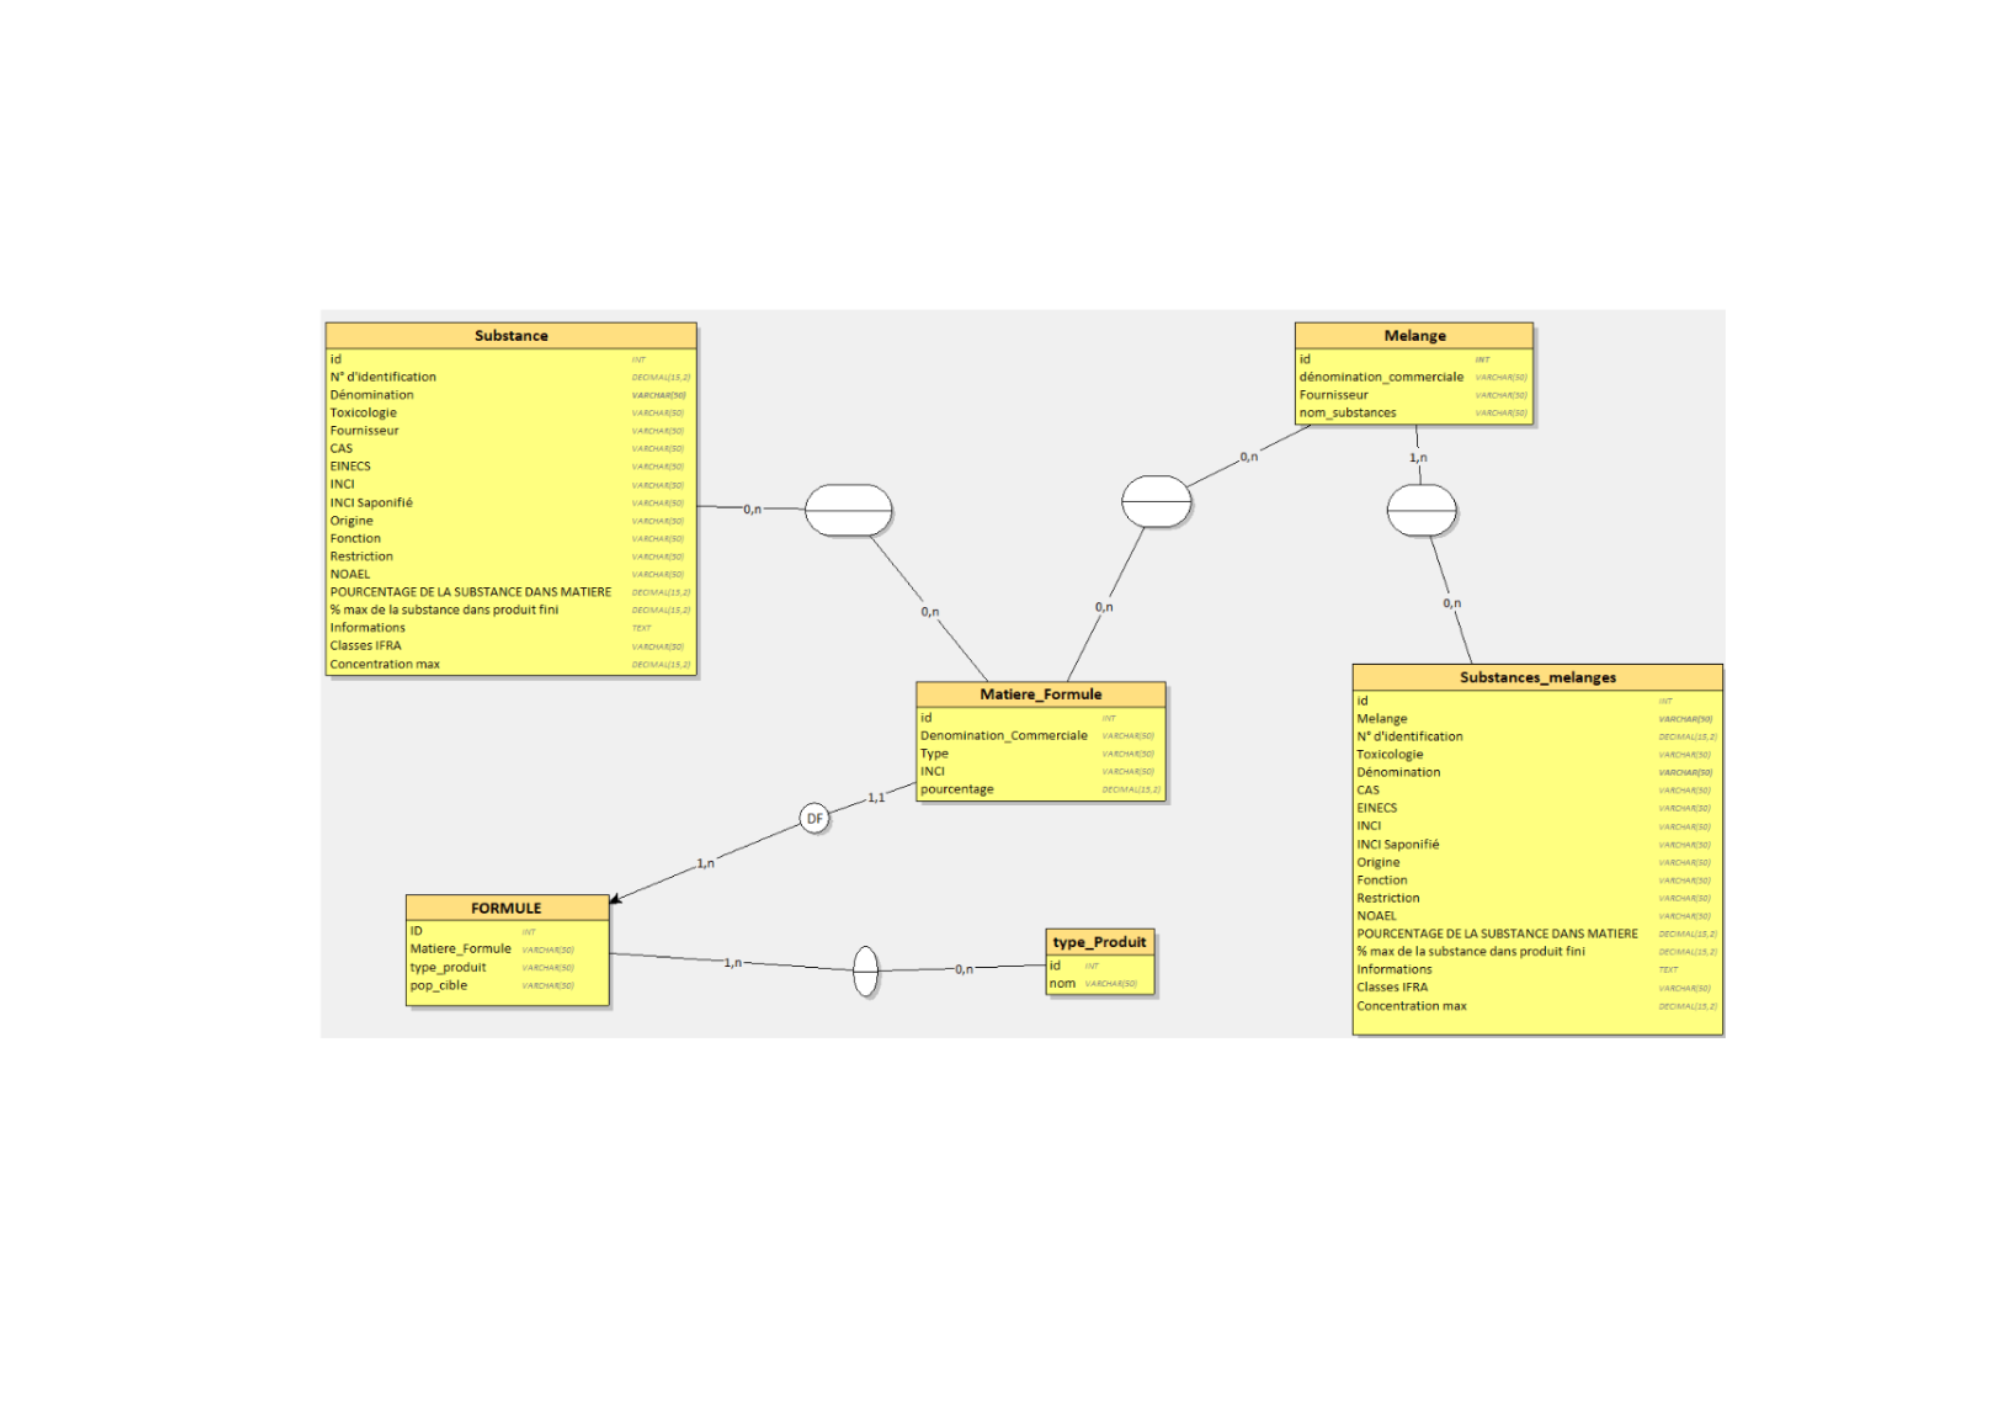 Substance
id INT
N° d'identification DECIMAL(15,2)
Dénomination VARCHAR(50)
Toxicologie VARCHAR(50)
Fournisseur VARCHAR(50)
CAS VARCHAR(50)
EINECS VARCHAR(50)
INCI VARCHAR(50)
INCI Saponifié VARCHAR(50)
Origine VARCHAR(50)
Fonction VARCHAR(50)
Restriction VARCHAR(50)
NOAEL VARCHAR(50)
POURCENTAGE DE LA SUBSTANCE DANS MATIERE DECIMAL(15,2)
% max de la substance dans produit fini DECIMAL(15,2)
Informations TEXT
Classes IFRA VARCHAR(50)
Concentration max DECIMAL(15,2)
Melange
id INT
dénomination_commerciale VARCHAR(50)
Fournisseur VARCHAR(50)
nom_substances VARCHAR(50)
0,n
1,n
0,n
0,n
0,n
0,n
Matiere_Formule
id INT
Denomination_Commerciale VARCHAR(50)
Type VARCHAR(50)
INCI VARCHAR(50)
pourcentage DECIMAL(15,2)
Substances_melanges
id INT
Melange VARCHAR(50)
N° d'identification DECIMAL(15,2)
Toxicologie VARCHAR(50)
Dénomination VARCHAR(50)
CAS VARCHAR(50)
EINECS VARCHAR(50)
INCI VARCHAR(50)
INCI Saponifié VARCHAR(50)
Origine VARCHAR(50)
Fonction VARCHAR(50)
Restriction VARCHAR(50)
NOAEL VARCHAR(50)
POURCENTAGE DE LA SUBSTANCE DANS MATIERE DECIMAL(15,2)
% max de la substance dans produit fini DECIMAL(15,2)
Informations TEXT
Classes IFRA VARCHAR(50)
Concentration max DECIMAL(15,2)
1,1
DF
1,n
FORMULE
ID INT
Matiere_Formule VARCHAR(50)
type_produit VARCHAR(50)
pop_cible VARCHAR(50)
1,n
0,n
type_Produit
id INT
nom VARCHAR(50)